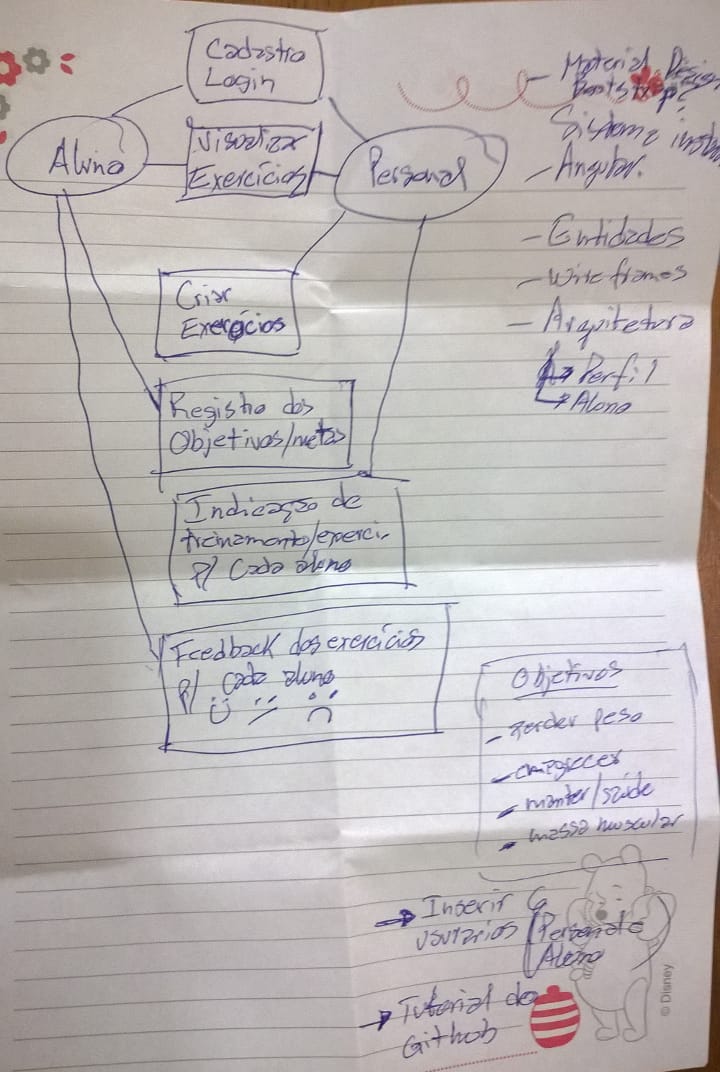 Cadastro
Login
Aluno
Visualizar
Exercícios
Personal
Criar
Exercícios
Registro dos
Objetivos/metas
Indicação de
treinamento/exerci.
p/ Cada aluno
Feedback dos exercícios
p/ Cada aluno
- Material Design
Bootstrap
Sistema
- Angular.
- Entidades
- Wireframes
- Arquitetura
→ Perfil
↳ Aluno
Objetivos
- perder peso
- emagrecer
- manter/saúde
- massa muscular
→ Inserir
usuários
Personal e
Aluno
→ Tutorial do
Github
© Disney